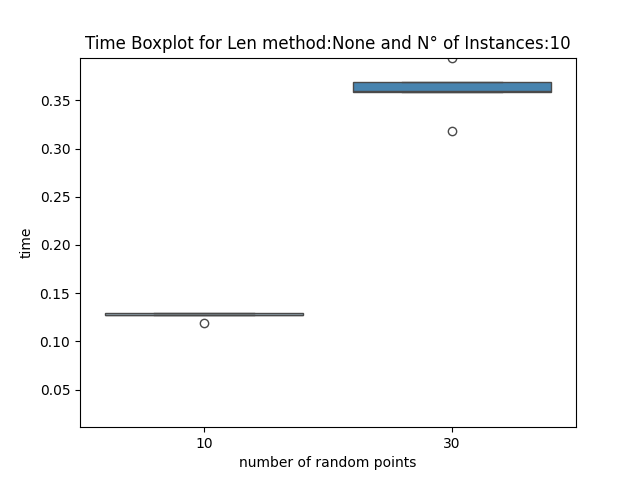 Time Boxplot for Len method:None and N° of Instances:10
0.35
0.30
0.25
0.20
0.15
0.10
0.05
time
10 30
number of random points